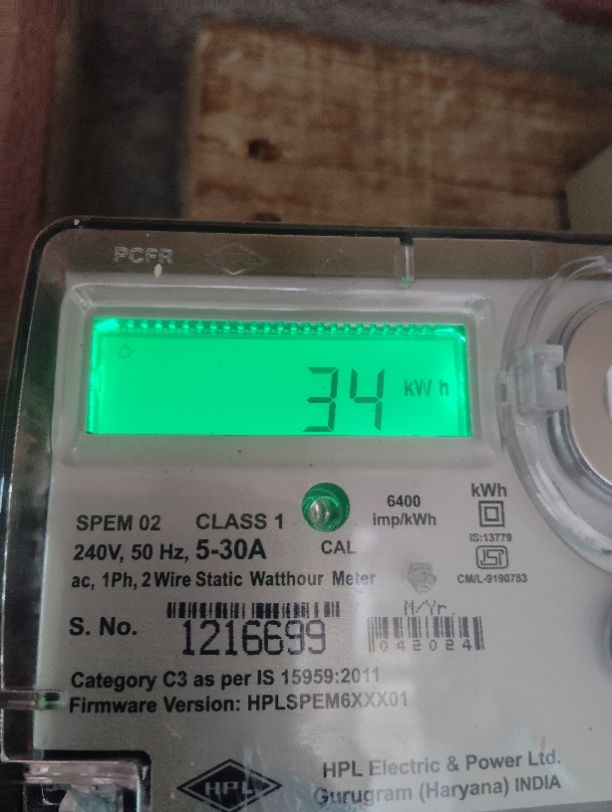 PCFR
34 kW h
6400
imp/kWh
kWh
SPEM 02 CLASS 1
CAL
IS:13779
240V, 50 Hz, 5-30A
ac, 1Ph, 2 Wire Static Watthour Meter
CM/L-9190783
M/Yr.
S. No. 1216699
042024
Category C3 as per IS 15959:2011
Firmware Version: HPLSPEM6XXX01
HPL
HPL Electric & Power Ltd.
Gurugram (Haryana) INDIA